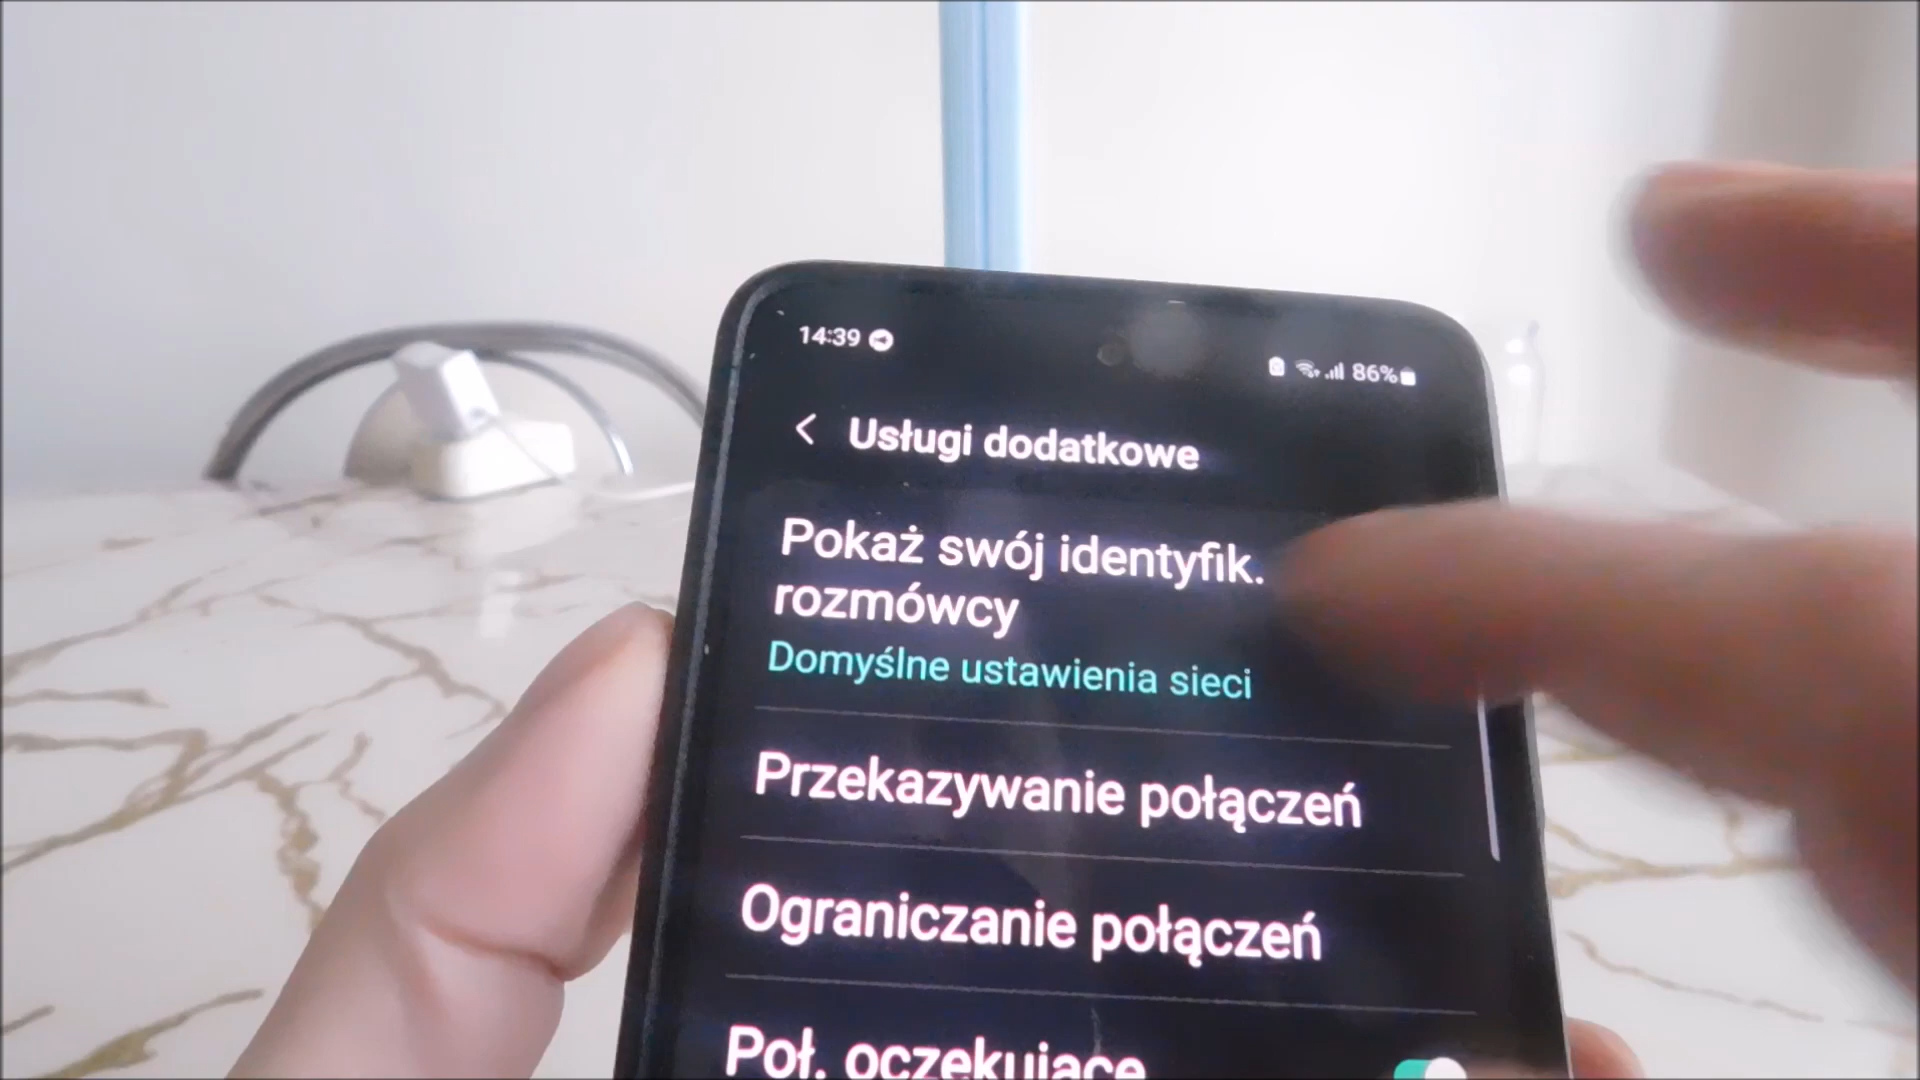 14:39
86%
Usługi dodatkowe
Pokaż swój identyfik.
rozmówcy
Domyślne ustawienia sieci
Przekazywanie połączeń
Ograniczanie połączeń
Poł. oczekujące